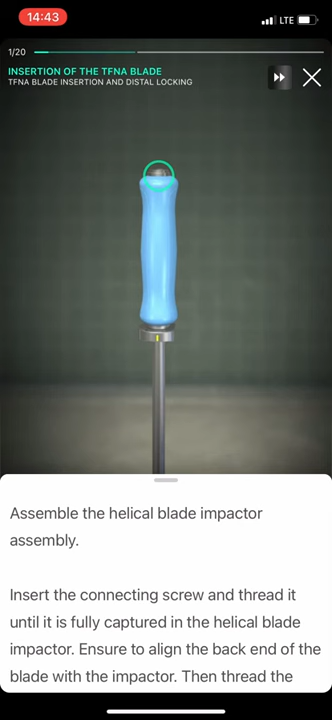 14:43
LTE
1/20
INSERTION OF THE TFNA BLADE
TFNA BLADE INSERTION AND DISTAL LOCKING
Assemble the helical blade impactor
assembly.
Insert the connecting screw and thread it
until it is fully captured in the helical blade
impactor. Ensure to align the back end of the
blade with the impactor. Then thread the